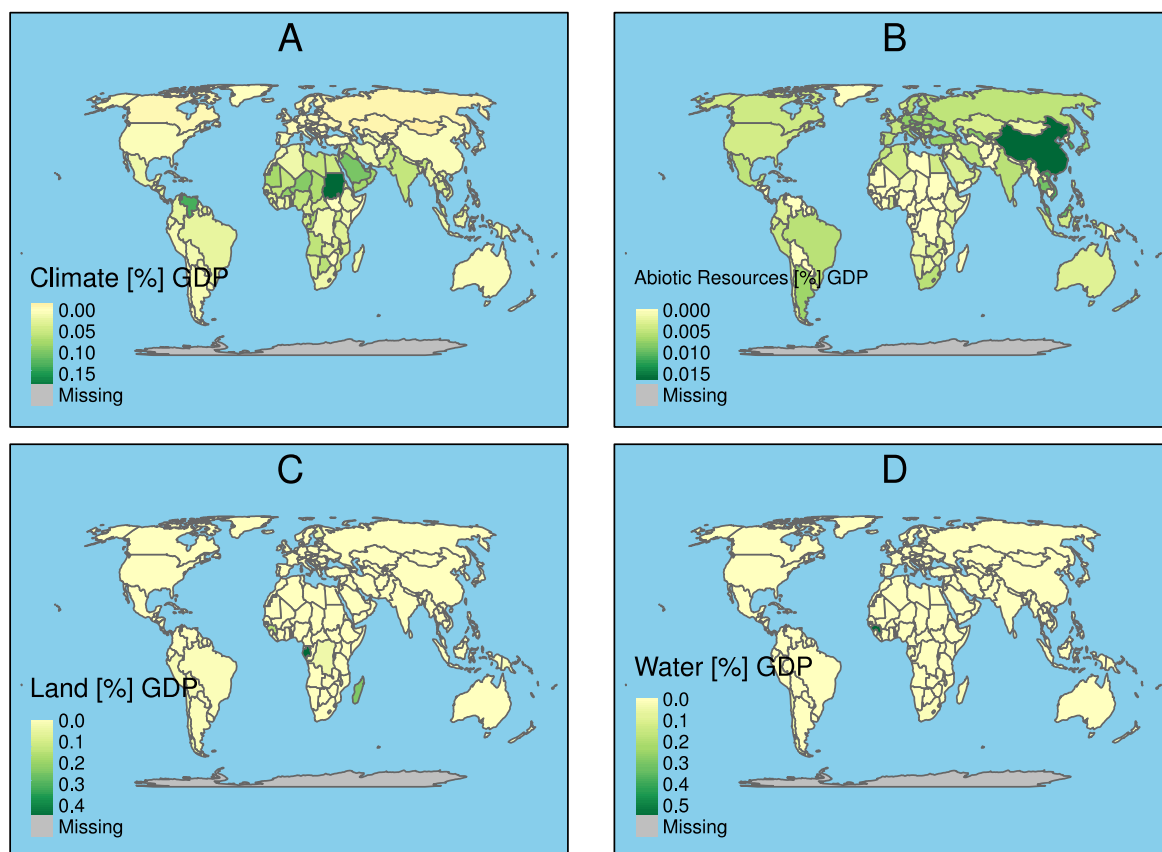 A
Climate [%] GDP
0.00
0.05
0.10
0.15
Missing
B
Abiotic Resources [%] GDP
0.000
0.005
0.010
0.015
Missing
C
Land [%] GDP
0.0
0.1
0.2
0.3
0.4
Missing
D
Water [%] GDP
0.0
0.1
0.2
0.3
0.4
0.5
Missing